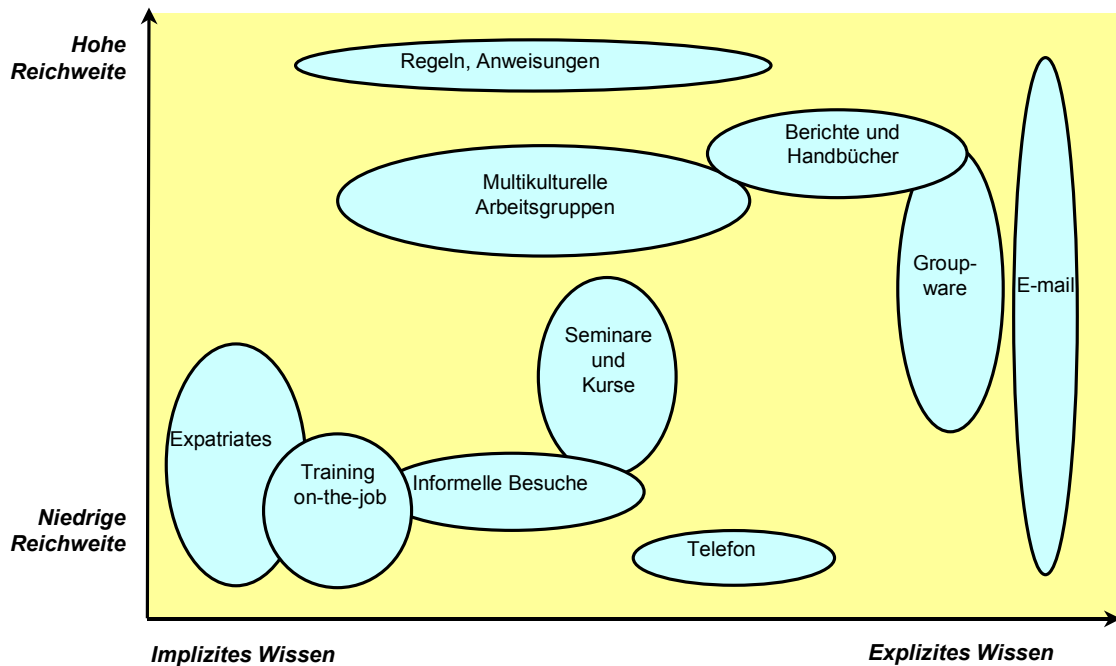 Hohe
Reichweite
Regeln, Anweisungen
Berichte und
Handbücher
Multikulturelle
Arbeitsgruppen
Group-
ware
E-mail
Seminare
und
Kurse
Expatriates
Training
on-the-job
Informelle Besuche
Niedrige
Reichweite
Telefon
Implizites Wissen
Explizites Wissen